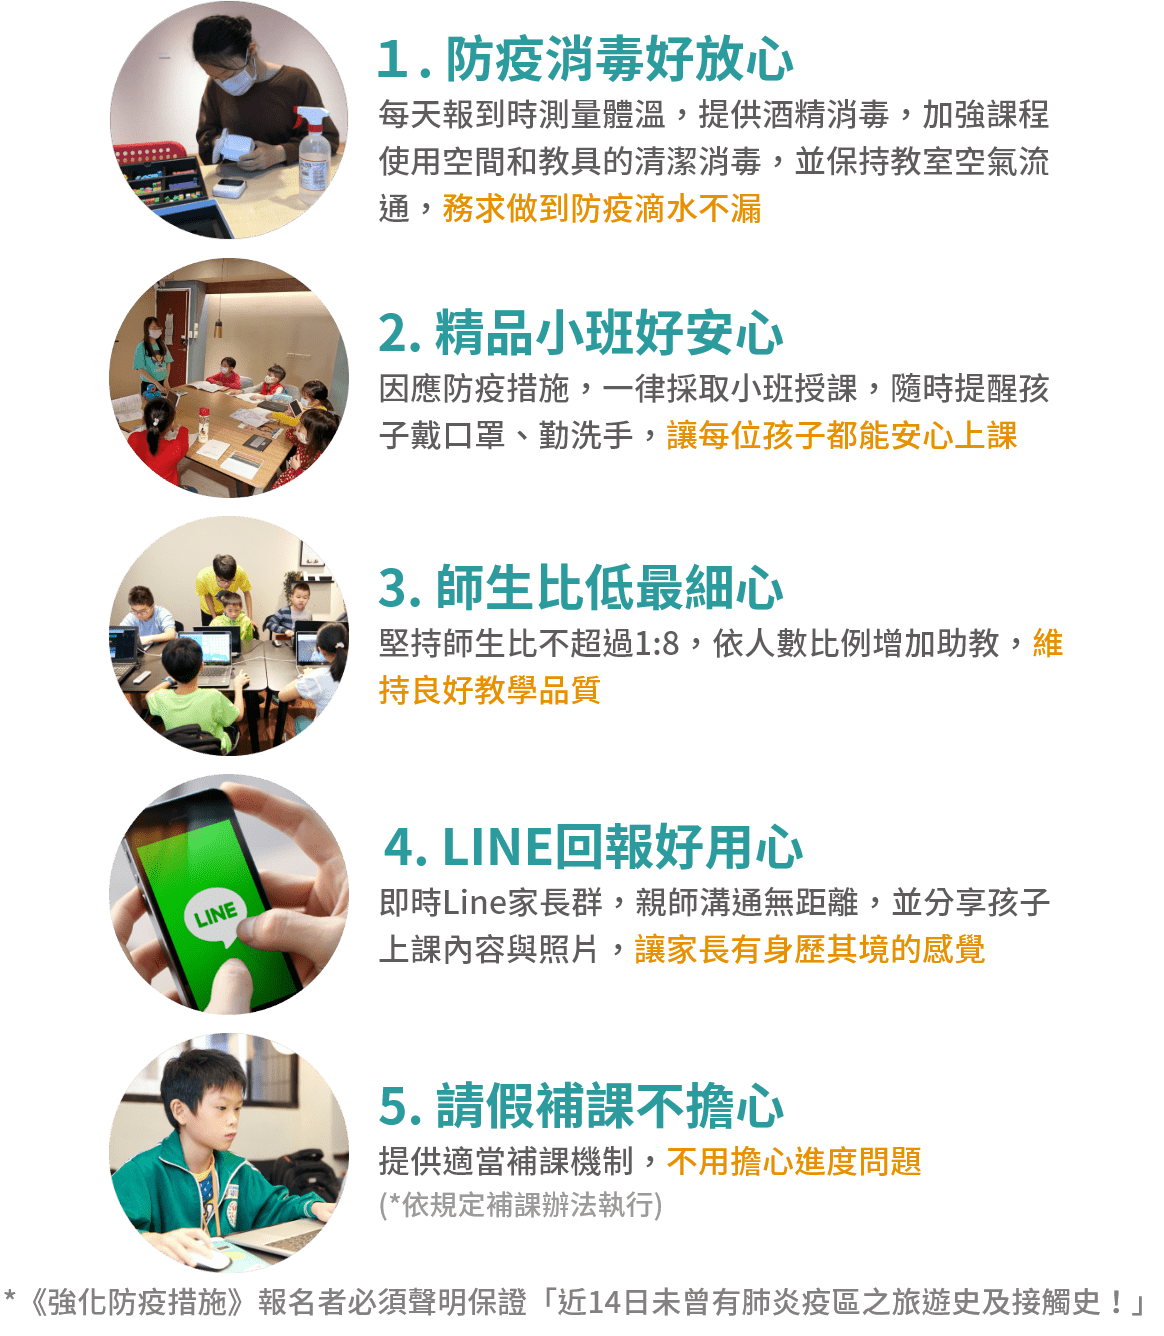 1. 防疫消毒好放心
每天報到時測量體溫，提供酒精消毒，加強課程
使用空間和教具的清潔消毒，並保持教室空氣流
通，務求做到防疫滴水不漏
2. 精品小班好安心
因應防疫措施，一律採取小班授課，隨時提醒孩
子戴口罩、勤洗手，讓每位孩子都能安心上課
3. 師生比低最細心
堅持師生比不超過1:8，依人數比例增加助教，維
持良好教學品質
LINE
4. LINE回報好用心
即時Line家長群，親師溝通無距離，並分享孩子
上課內容與照片，讓家長有身歷其境的感覺
5. 請假補課不擔心
提供適當補課機制，不用擔心進度問題
(*依規定補課辦法執行)
*《強化防疫措施》報名者必須聲明保證「近14日未曾有肺炎疫區之旅遊史及接觸史！」